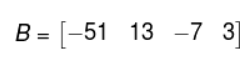 B = [−51 13 −7 3]